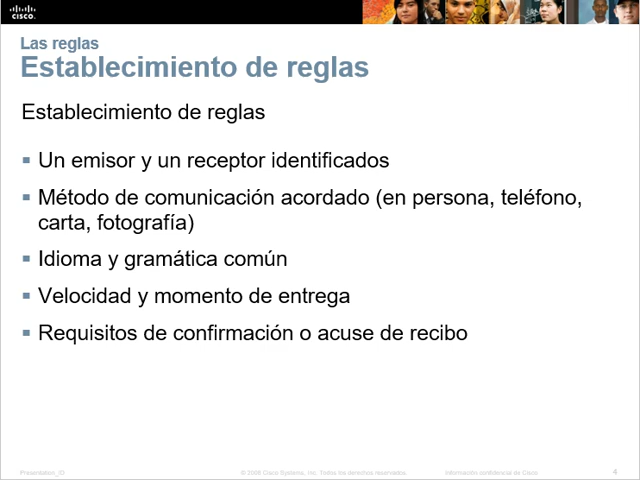 CISCO.
Las reglas
Establecimiento de reglas
Establecimiento de reglas
Un emisor y un receptor identificados
Método de comunicación acordado (en persona, teléfono,
carta, fotografía)
Idioma y gramática común
Velocidad y momento de entrega
Requisitos de confirmación o acuse de recibo
Presentation_ID
© 2008 Cisco Systems, Inc. Todos los derechos reservados.
Información confidencial de Cisco
4